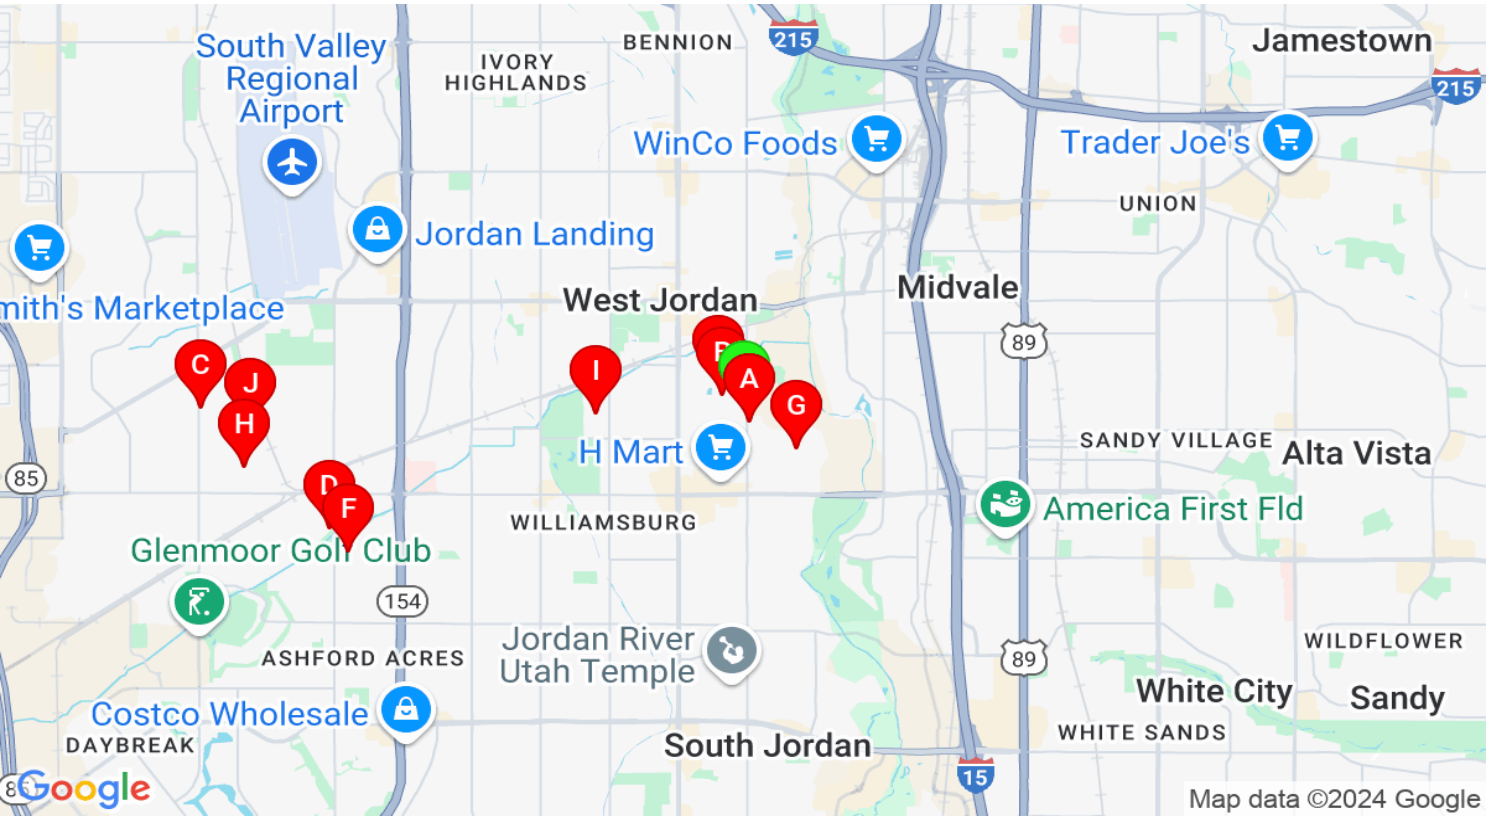 South Valley
Regional
Airport
IVORY
HIGHLANDS
BENNION
215
Jamestown
215
WinCo Foods
Trader Joe's
UNION
Jordan Landing
mith's Marketplace
West Jordan
Midvale
89
C
J
H
I
A
G
D
F
H Mart
SANDY VILLAGE
Alta Vista
85
WILLIAMSBURG
America First Fld
Glenmoor Golf Club
154
Jordan River
Utah Temple
ASHFORD ACRES
89
WILDFLOWER
White City
Sandy
Costco Wholesale
DAYBREAK
South Jordan
WHITE SANDS
15
Google
Map data ©2024 Google